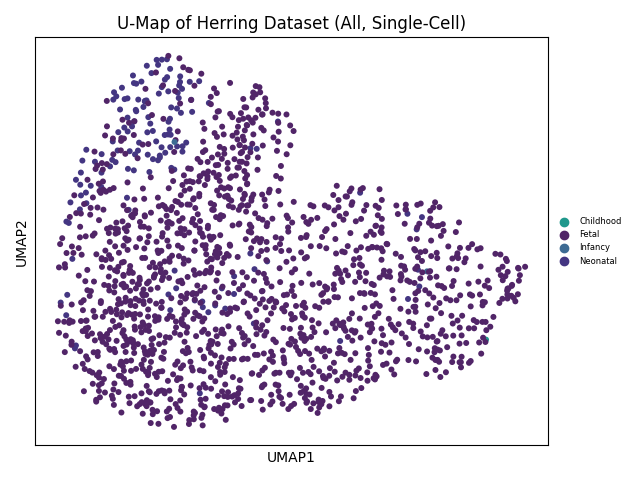 U-Map of Herring Dataset (All, Single-Cell)
UMAP2
Childhood
Fetal
Infancy
Neonatal
UMAP1